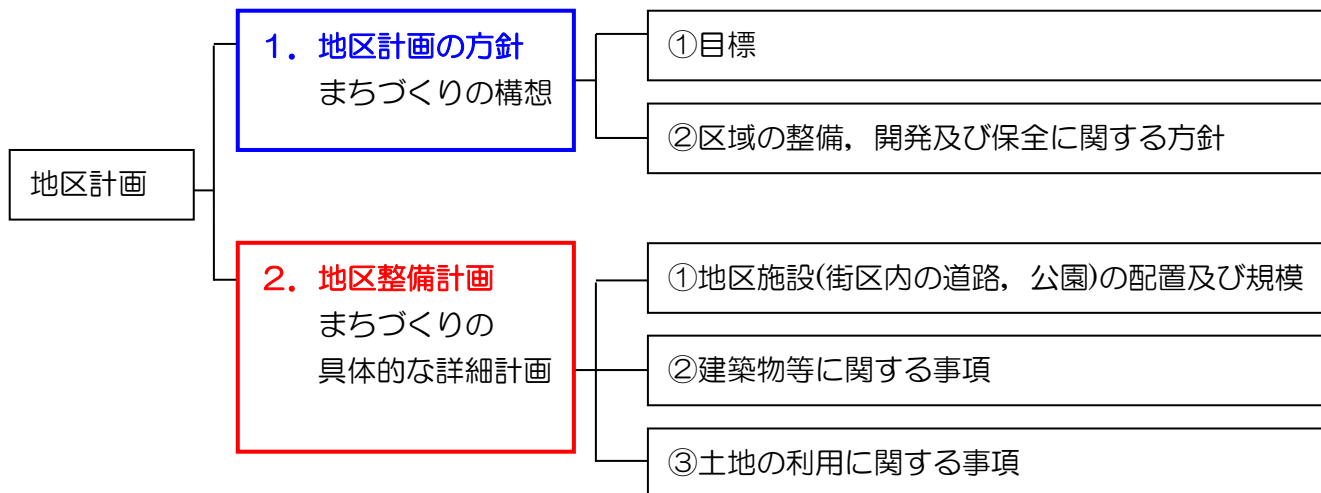 地区計画
１．地区計画の方針
まちづくりの構想
①目標
②区域の整備，開発及び保全に関する方針
２．地区整備計画
まちづくりの
具体的な詳細計画
①地区施設(街区内の道路，公園)の配置及び規模
②建築物等に関する事項
③土地の利用に関する事項